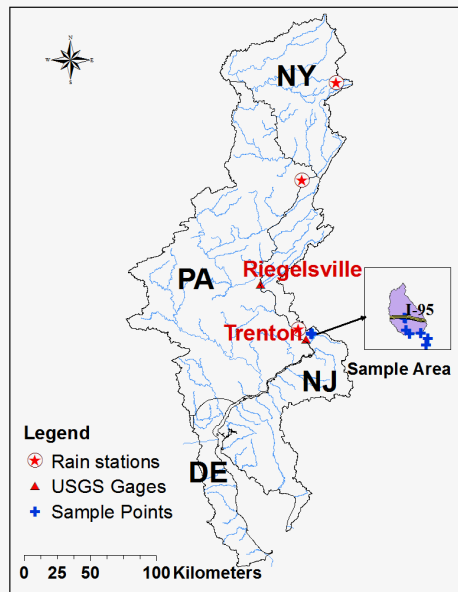 N
W
E
S
NY
PA
Riegelsville
Trenton
I-95
Sample Area
NJ
DE
Legend
Rain stations
USGS Gages
Sample Points
0 25 50 100 Kilometers